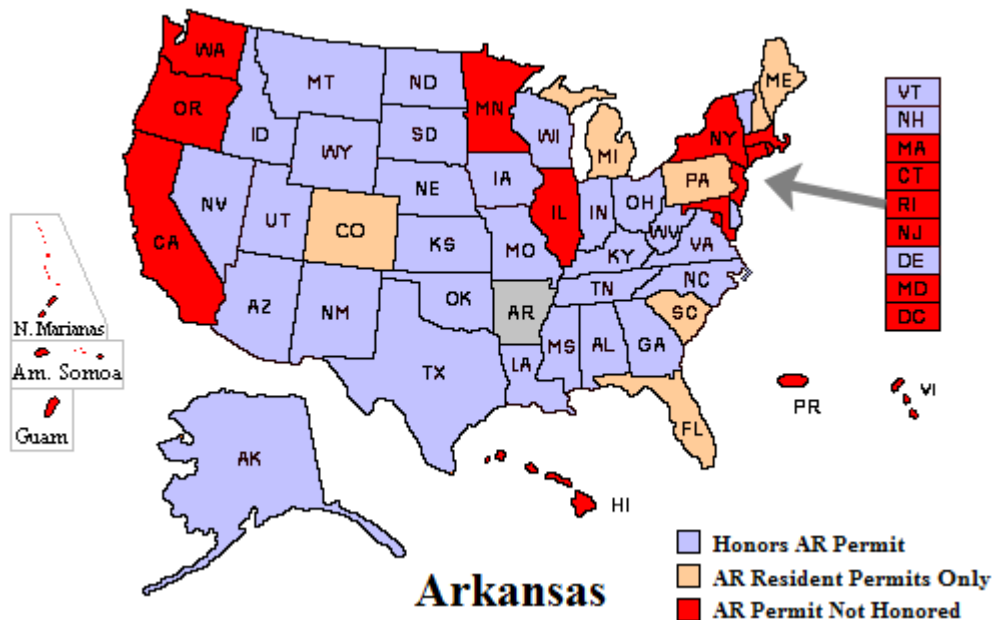 WA
MT
ND
MN
ME
VT
OR
ID
SD
WI
NY
NH
WY
MI
MA
NE
IA
PA
CT
NV
UT
CO
IL
IN
OH
RI
CA
KS
MO
KY
WV
VA
NJ
AZ
NM
OK
AR
TN
NC
DE
SC
MD
N. Marianas
TX
LA
MS
AL
GA
DC
Am. Somoa
PR
VI
Guam
FL
AK
HI
Honors AR Permit
AR Resident Permits Only
Arkansas
AR Permit Not Honored